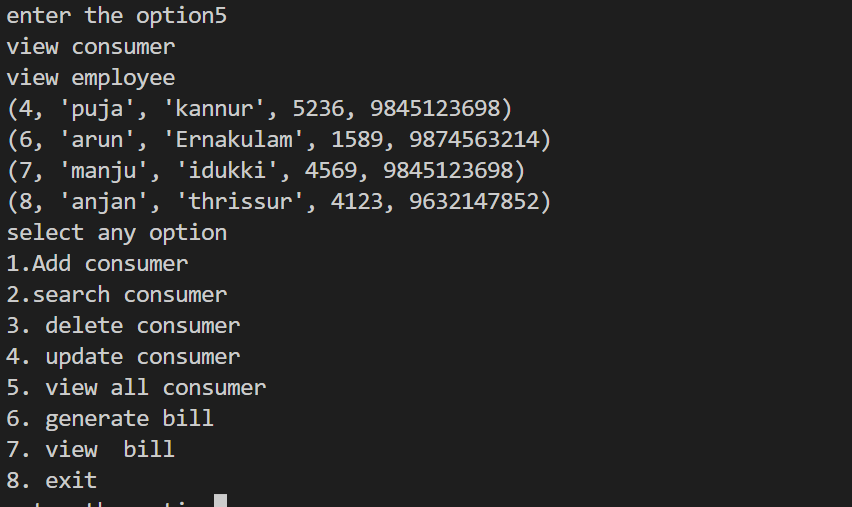 enter the option5
view consumer
view employee
(4, 'puja', 'kannur', 5236, 9845123698)
(6, 'arun', 'Ernakulam', 1589, 9874563214)
(7, 'manju', 'idukki', 4569, 9845123698)
(8, 'anjan', 'thrissur', 4123, 9632147852)
select any option
1.Add consumer
2.search consumer
3. delete consumer
4. update consumer
5. view all consumer
6. generate bill
7. view  bill
8. exit